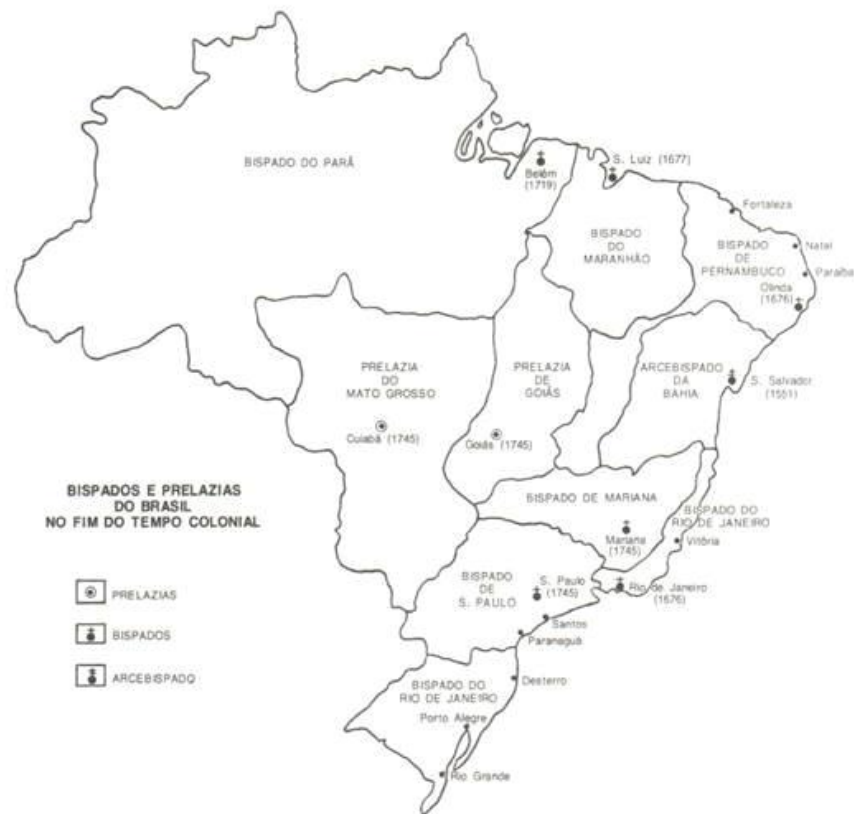 BISPADO DO PARÁ
Belém
(1719)
S. Luiz (1677)
Fortaleza
BISPADO
DO
MARANHÃO
BISPADO
DE
PERNAMBUCO
Natal
Paraíba
Olinda
(1676)
PRELAZIA
DO
MATO GROSSO
Cuiabá (1745)
PRELAZIA
DE
GOIÁS
Goiás (1745)
ARCEBISPADO
DA
BAHIA
S. Salvador
(1551)
BISPADOS E PRELAZIAS
DO BRASIL
NO FIM DO TEMPO COLONIAL
BISPADO DE MARIANA
Mariana
(1745)
BISPADO DO
RIO DE JANEIRO
Vitória
BISPADO
DE
S. PAULO
S. Paulo
(1745)
Rio de Janeiro
(1676)
Santos
Paranaguá
PRELAZIAS
BISPADOS
ARCEBISPADO
BISPADO DO
RIO DE JANEIRO
Desterro
Porto Alegre
Rio Grande